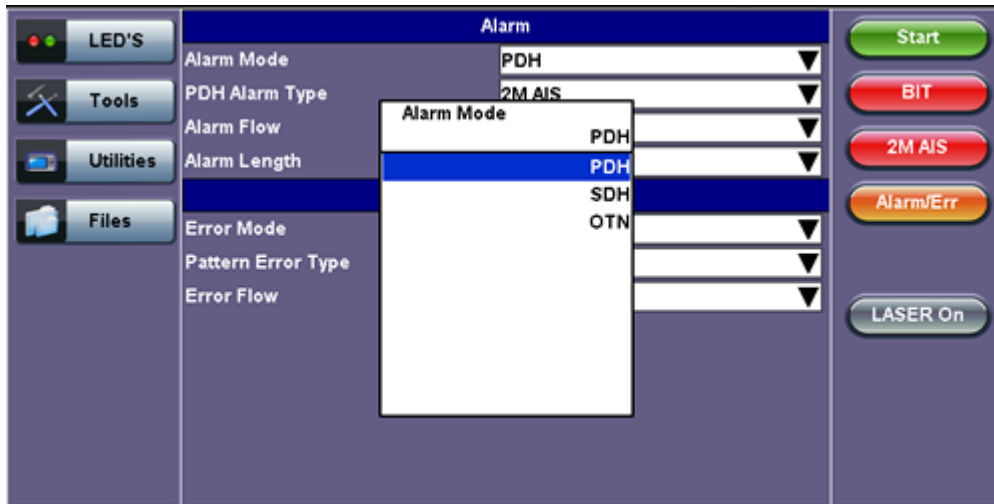 LED'S
Tools
Utilities
Files
Alarm
Alarm Mode
PDH
PDH Alarm Type
2M AIS
Alarm Flow
Alarm Length
Error Mode
Pattern Error Type
Error Flow
Alarm Mode
PDH
PDH
SDH
OTN
Start
BIT
2M AIS
Alarm/Err
LASER On